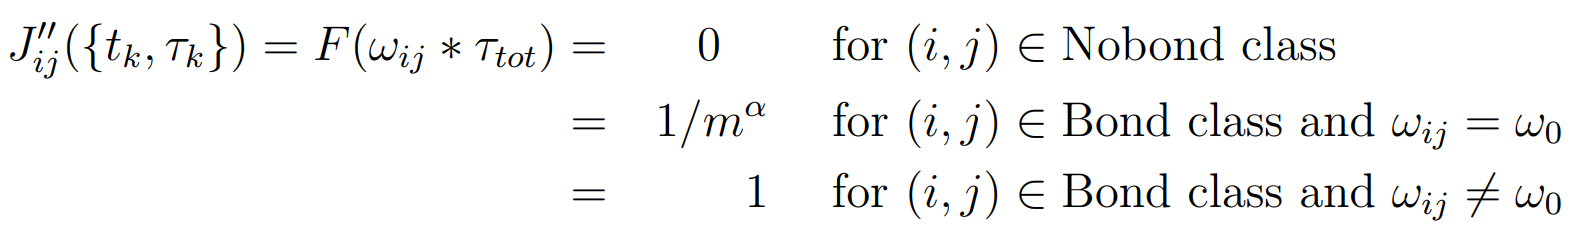 J''_{ij}({t_k, τ_k}) = F(ω_{ij} * τ_{tot}) = 0 for (i, j) ∈ Nobond class
= 1/m^α for (i, j) ∈ Bond class and ω_{ij} = ω_0
= 1 for (i, j) ∈ Bond class and ω_{ij} ≠ ω_0